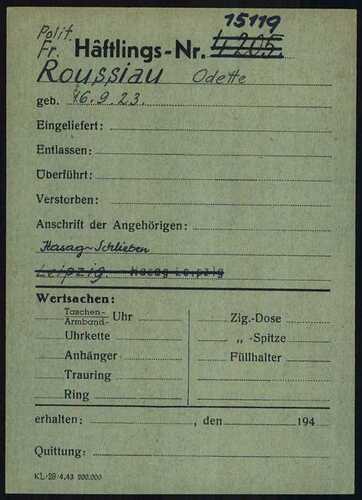 Polit. 15119
Fr. Häftlings-Nr. 4205.
Roussiau Odette
geb. 16.9.23.
Eingeliefert:
Entlassen:
Überführt:
Verstorben:
Anschrift der Angehörigen:
Hasag-Schlieben
Leipzig. Hasag Leipzig
Wertsachen:
Taschen- Armband- Uhr Zig.-Dose
Uhrkette „ -Spitze
Anhänger Füllhalter
Trauring
Ring
erhalten: , den 194
Quittung:
KL/29 4.43 500.000